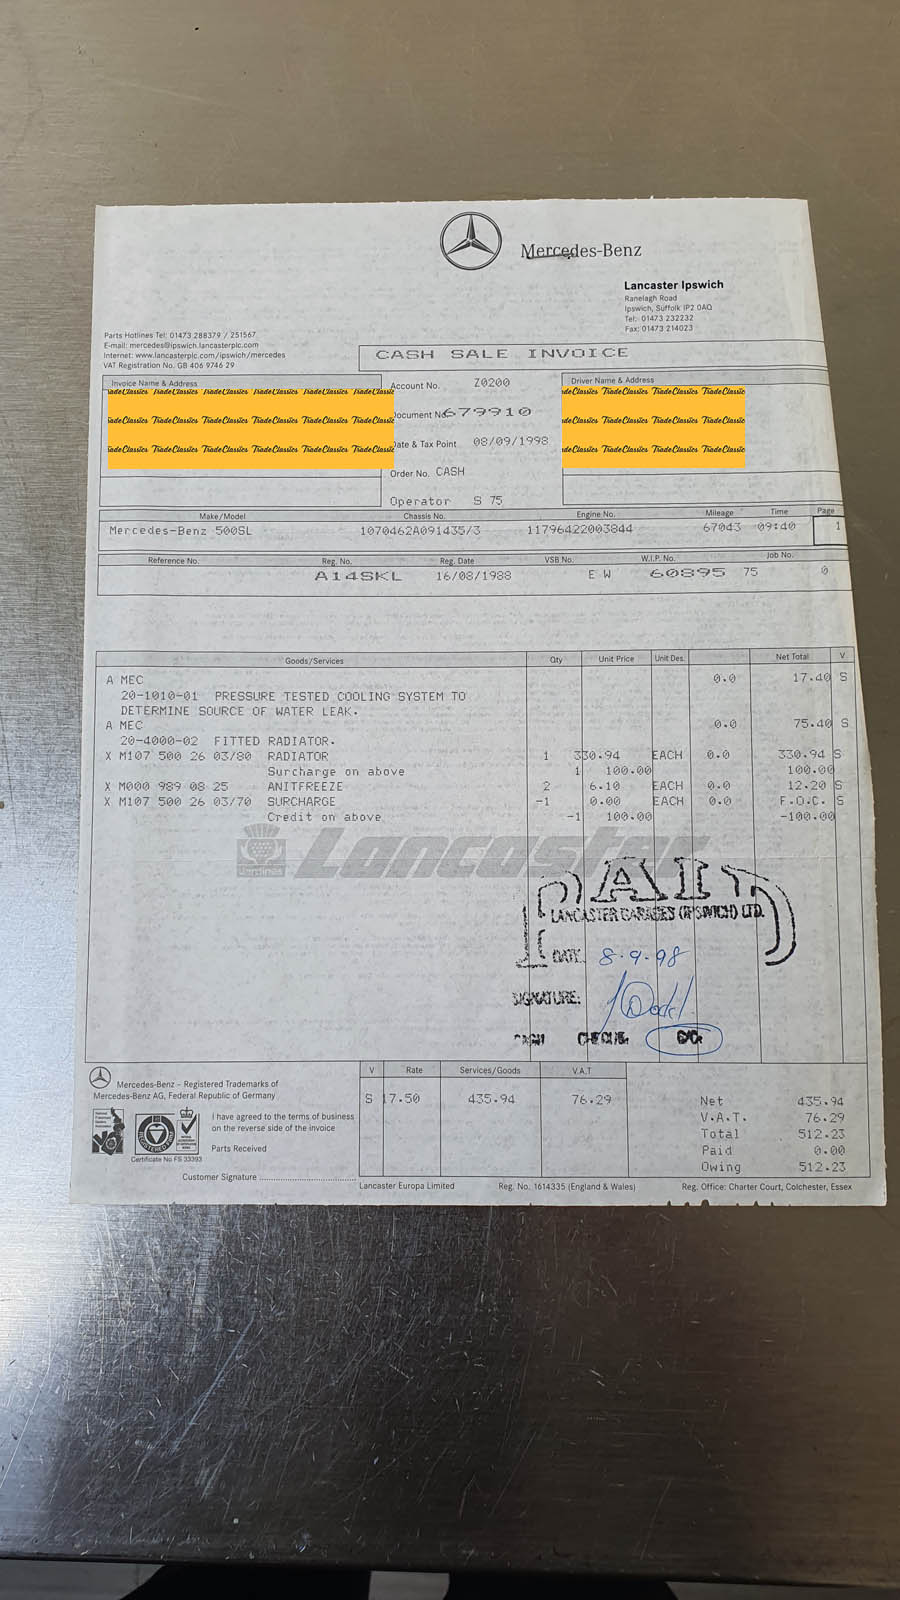 Mercedes-Benz
Lancaster Ipswich
Ranelagh Road
Ipswich, Suffolk IP2 0AQ
Tel: 01473 232232
Fax: 01473 214023
Parts Hotlines Tel: 01473 288379 / 251567
E-mail: mercedes@ipswich.lancasterplc.com
Internet: www.lancasterplc.com/ipswich/mercedes
VAT Registration No. GB 406 9746 29
CASH SALE INVOICE
Invoice Name & Address
Account No. Z0200
Driver Name & Address
TradeClassics TradeClassics TradeClassics TradeClassics TradeClassics
Document No. 679910
Date & Tax Point 08/09/1998
Order No. CASH
Operator S 75
Make/Model Chassis No. Engine No. Mileage Time Page
Mercedes-Benz 500SL 1070462A091435/3 11796422003844 67043 09:40 1
Reference No. Reg. No. Reg. Date VSB No. W.I.P. No. Job No.
A14SKL 16/08/1988 E W 60895 75 0
Goods/Services Qty Unit Price Unit Des. Net Total V
A MEC 0.0 17.40 S
20-1010-01 PRESSURE TESTED COOLING SYSTEM TO
DETERMINE SOURCE OF WATER LEAK.
A MEC 0.0 75.40 S
20-4000-02 FITTED RADIATOR.
X M107 500 26 03/80 RADIATOR 1 330.94 EACH 0.0 330.94 S
Surcharge on above 1 100.00 100.00
X M000 989 08 25 ANITFREEZE 2 6.10 EACH 0.0 12.20 S
X M107 500 26 03/70 SURCHARGE -1 0.00 EACH 0.0 F.O.C. S
Credit on above -1 100.00 -100.00
Jardines Lancaster
PAID
LANCASTER GARAGES (IPSWICH) LTD.
DATE: 8.9.98
SIGNATURE:
CASH CHEQUE C/C
Mercedes-Benz – Registered Trademarks of
Mercedes-Benz AG, Federal Republic of Germany
I have agreed to the terms of business
on the reverse side of the invoice
Parts Received
Certificate No FS 33393
Customer Signature
V Rate Services/Goods V.A.T
S 17.50 435.94 76.29
Net 435.94
V.A.T. 76.29
Total 512.23
Paid 0.00
Owing 512.23
Lancaster Europa Limited Reg. No. 1614335 (England & Wales) Reg. Office: Charter Court, Colchester, Essex